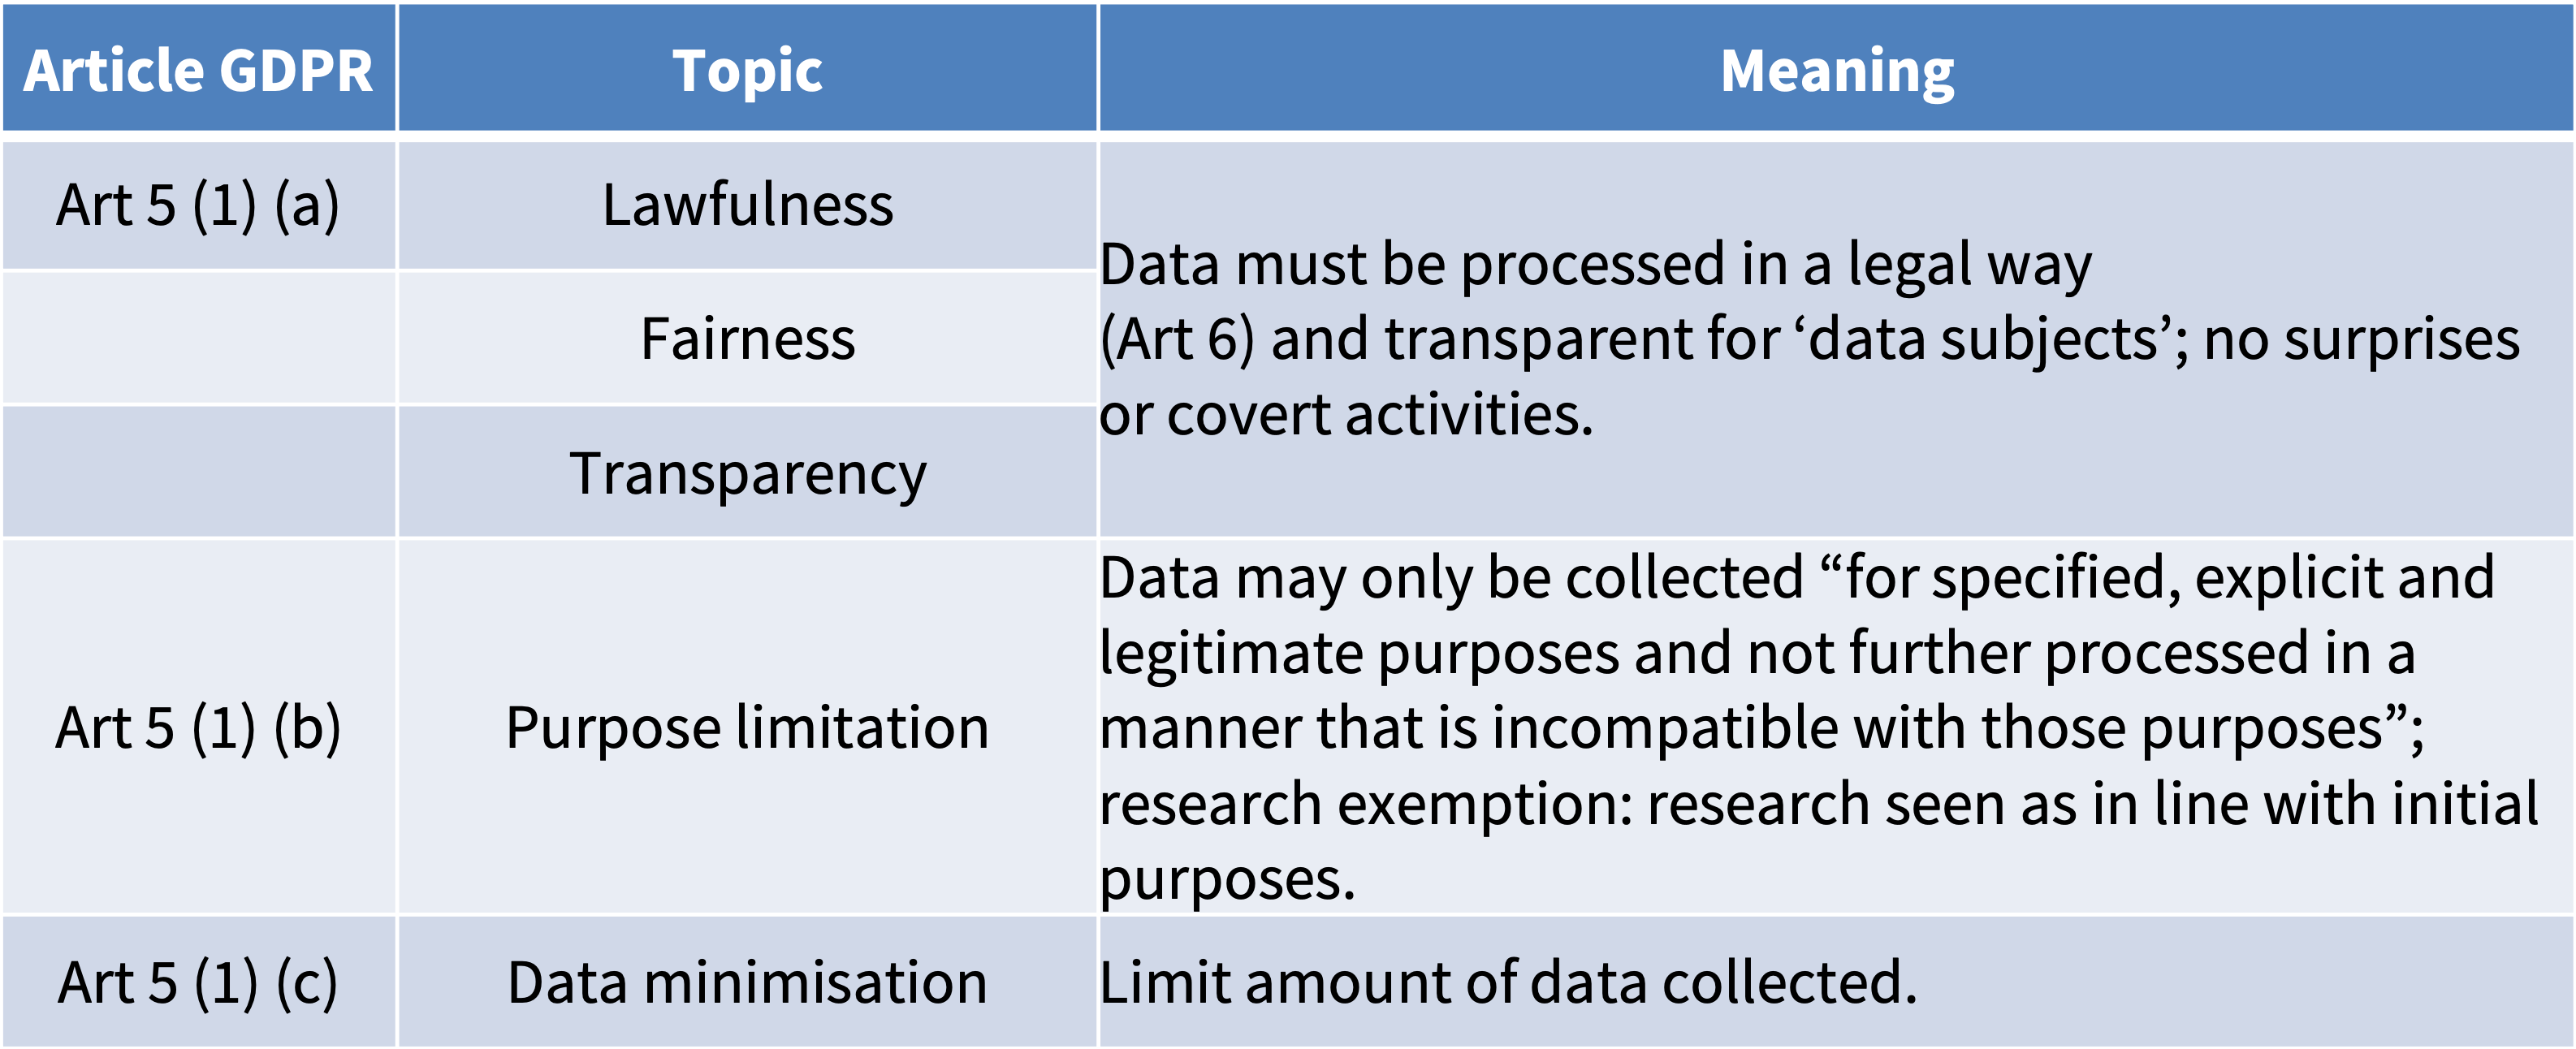 Article GDPR Topic Meaning
Art 5 (1) (a) Lawfulness
Fairness
Transparency
Data must be processed in a legal way
(Art 6) and transparent for ‘data subjects’; no surprises
or covert activities.
Art 5 (1) (b) Purpose limitation
Data may only be collected “for specified, explicit and
legitimate purposes and not further processed in a
manner that is incompatible with those purposes”;
research exemption: research seen as in line with initial
purposes.
Art 5 (1) (c) Data minimisation Limit amount of data collected.